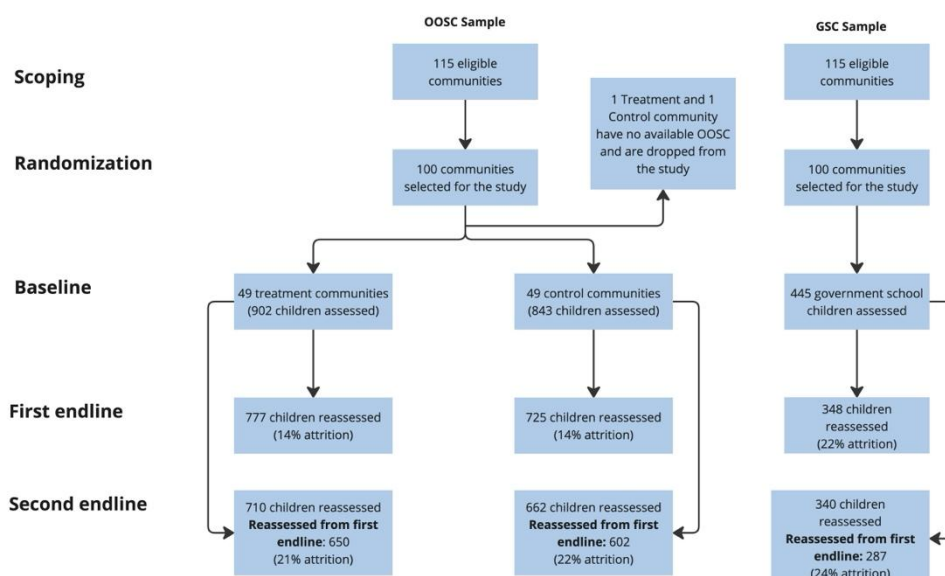 OOSC Sample
GSC Sample
Scoping
115 eligible
communities
115 eligible
communities
1 Treatment and 1
Control community
have no available OOSC
and are dropped from
the study
Randomization
100 communities
selected for the study
100 communities
selected for the study
Baseline
49 treatment communities
(902 children assessed)
49 control communities
(843 children assessed)
445 government school
children assessed
First endline
777 children reassessed
(14% attrition)
725 children reassessed
(14% attrition)
348 children
reassessed
(22% attrition)
Second endline
710 children reassessed
Reassessed from first
endline: 650
(21% attrition)
662 children reassessed
Reassessed from first
endline: 602
(22% attrition)
340 children
reassessed
Reassessed from first
endline: 287
(24% attrition)